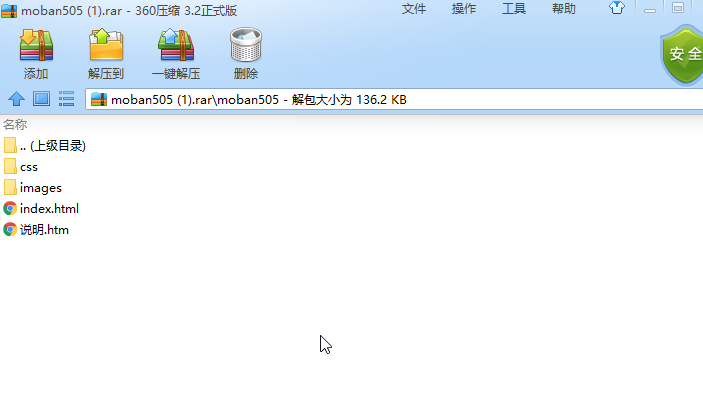 moban505 (1).rar - 360压缩 3.2正式版
文件 操作 工具 帮助
添加 解压到 一键解压 删除
安全
moban505 (1).rar\moban505 - 解包大小为 136.2 KB
名称
.. (上级目录)
css
images
index.html
说明.htm